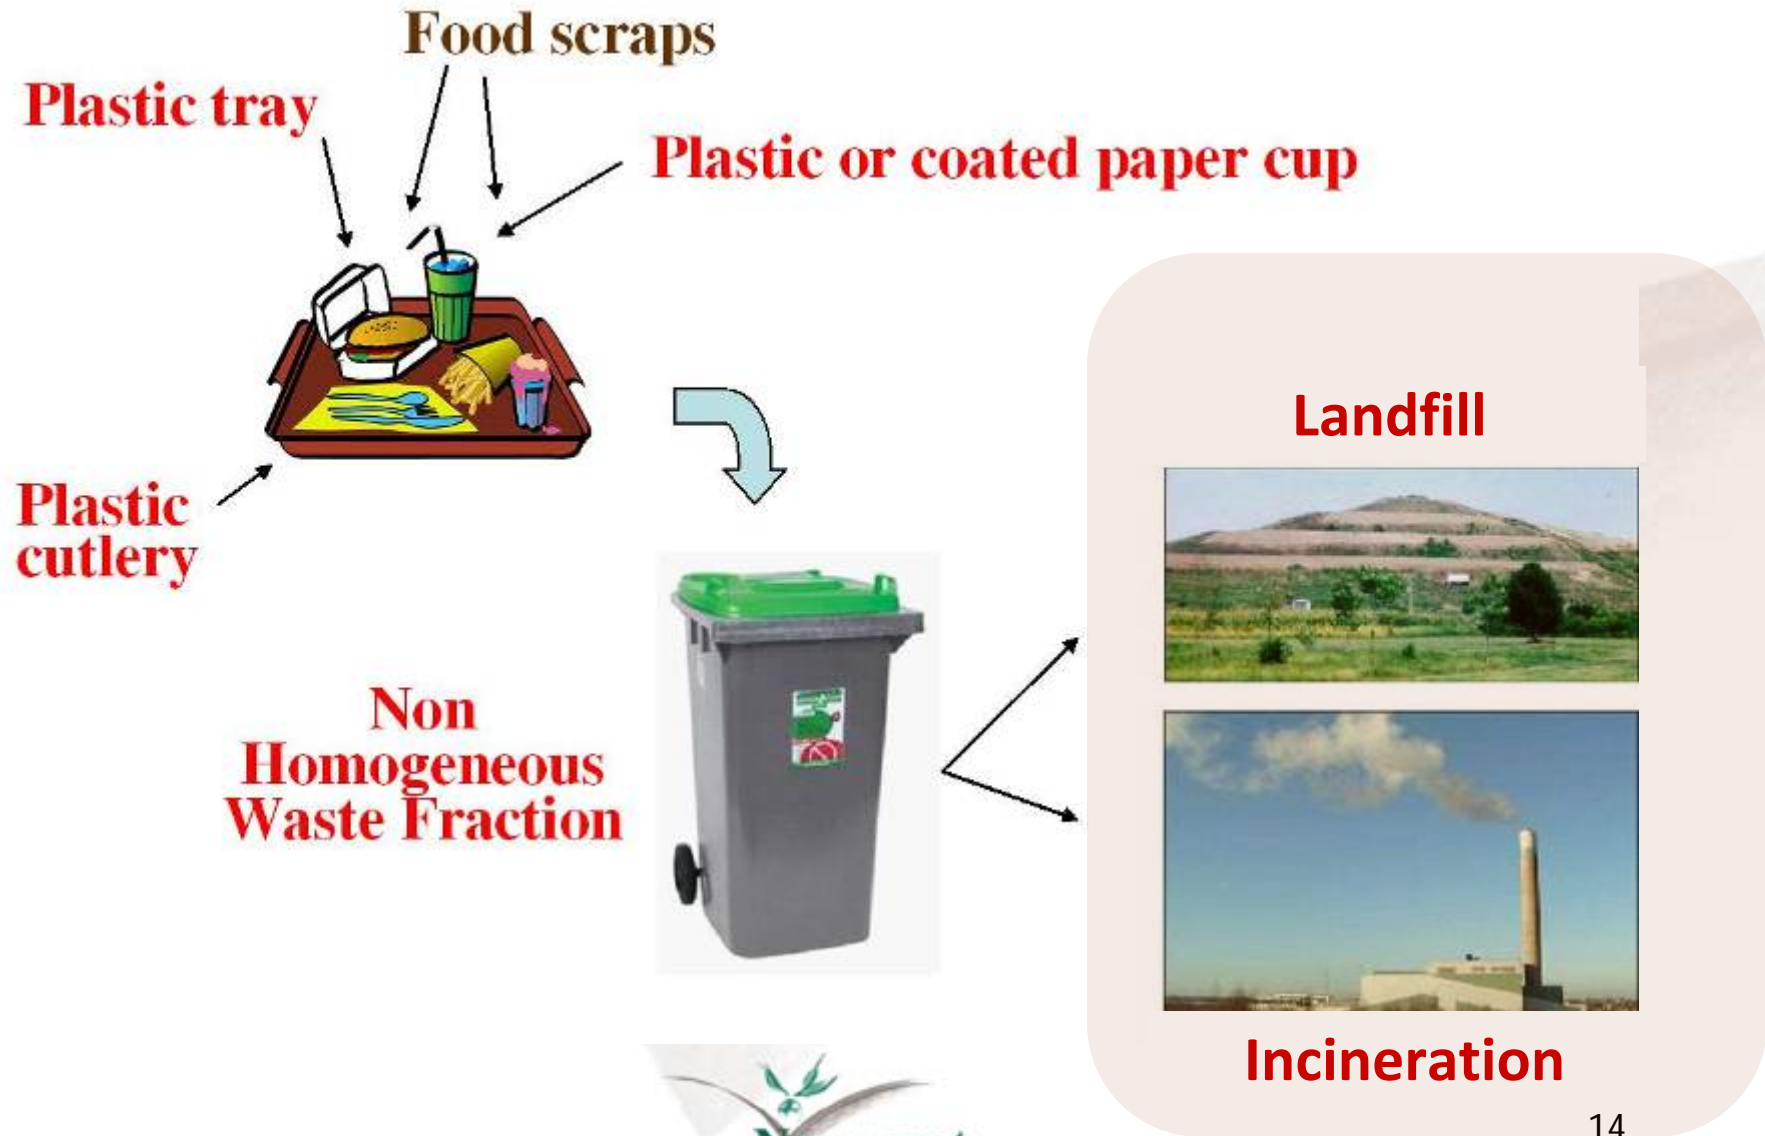 Food scraps
Plastic tray
Plastic or coated paper cup
Landfill
Plastic
cutlery
Non
Homogeneous
Waste Fraction
Incineration
14